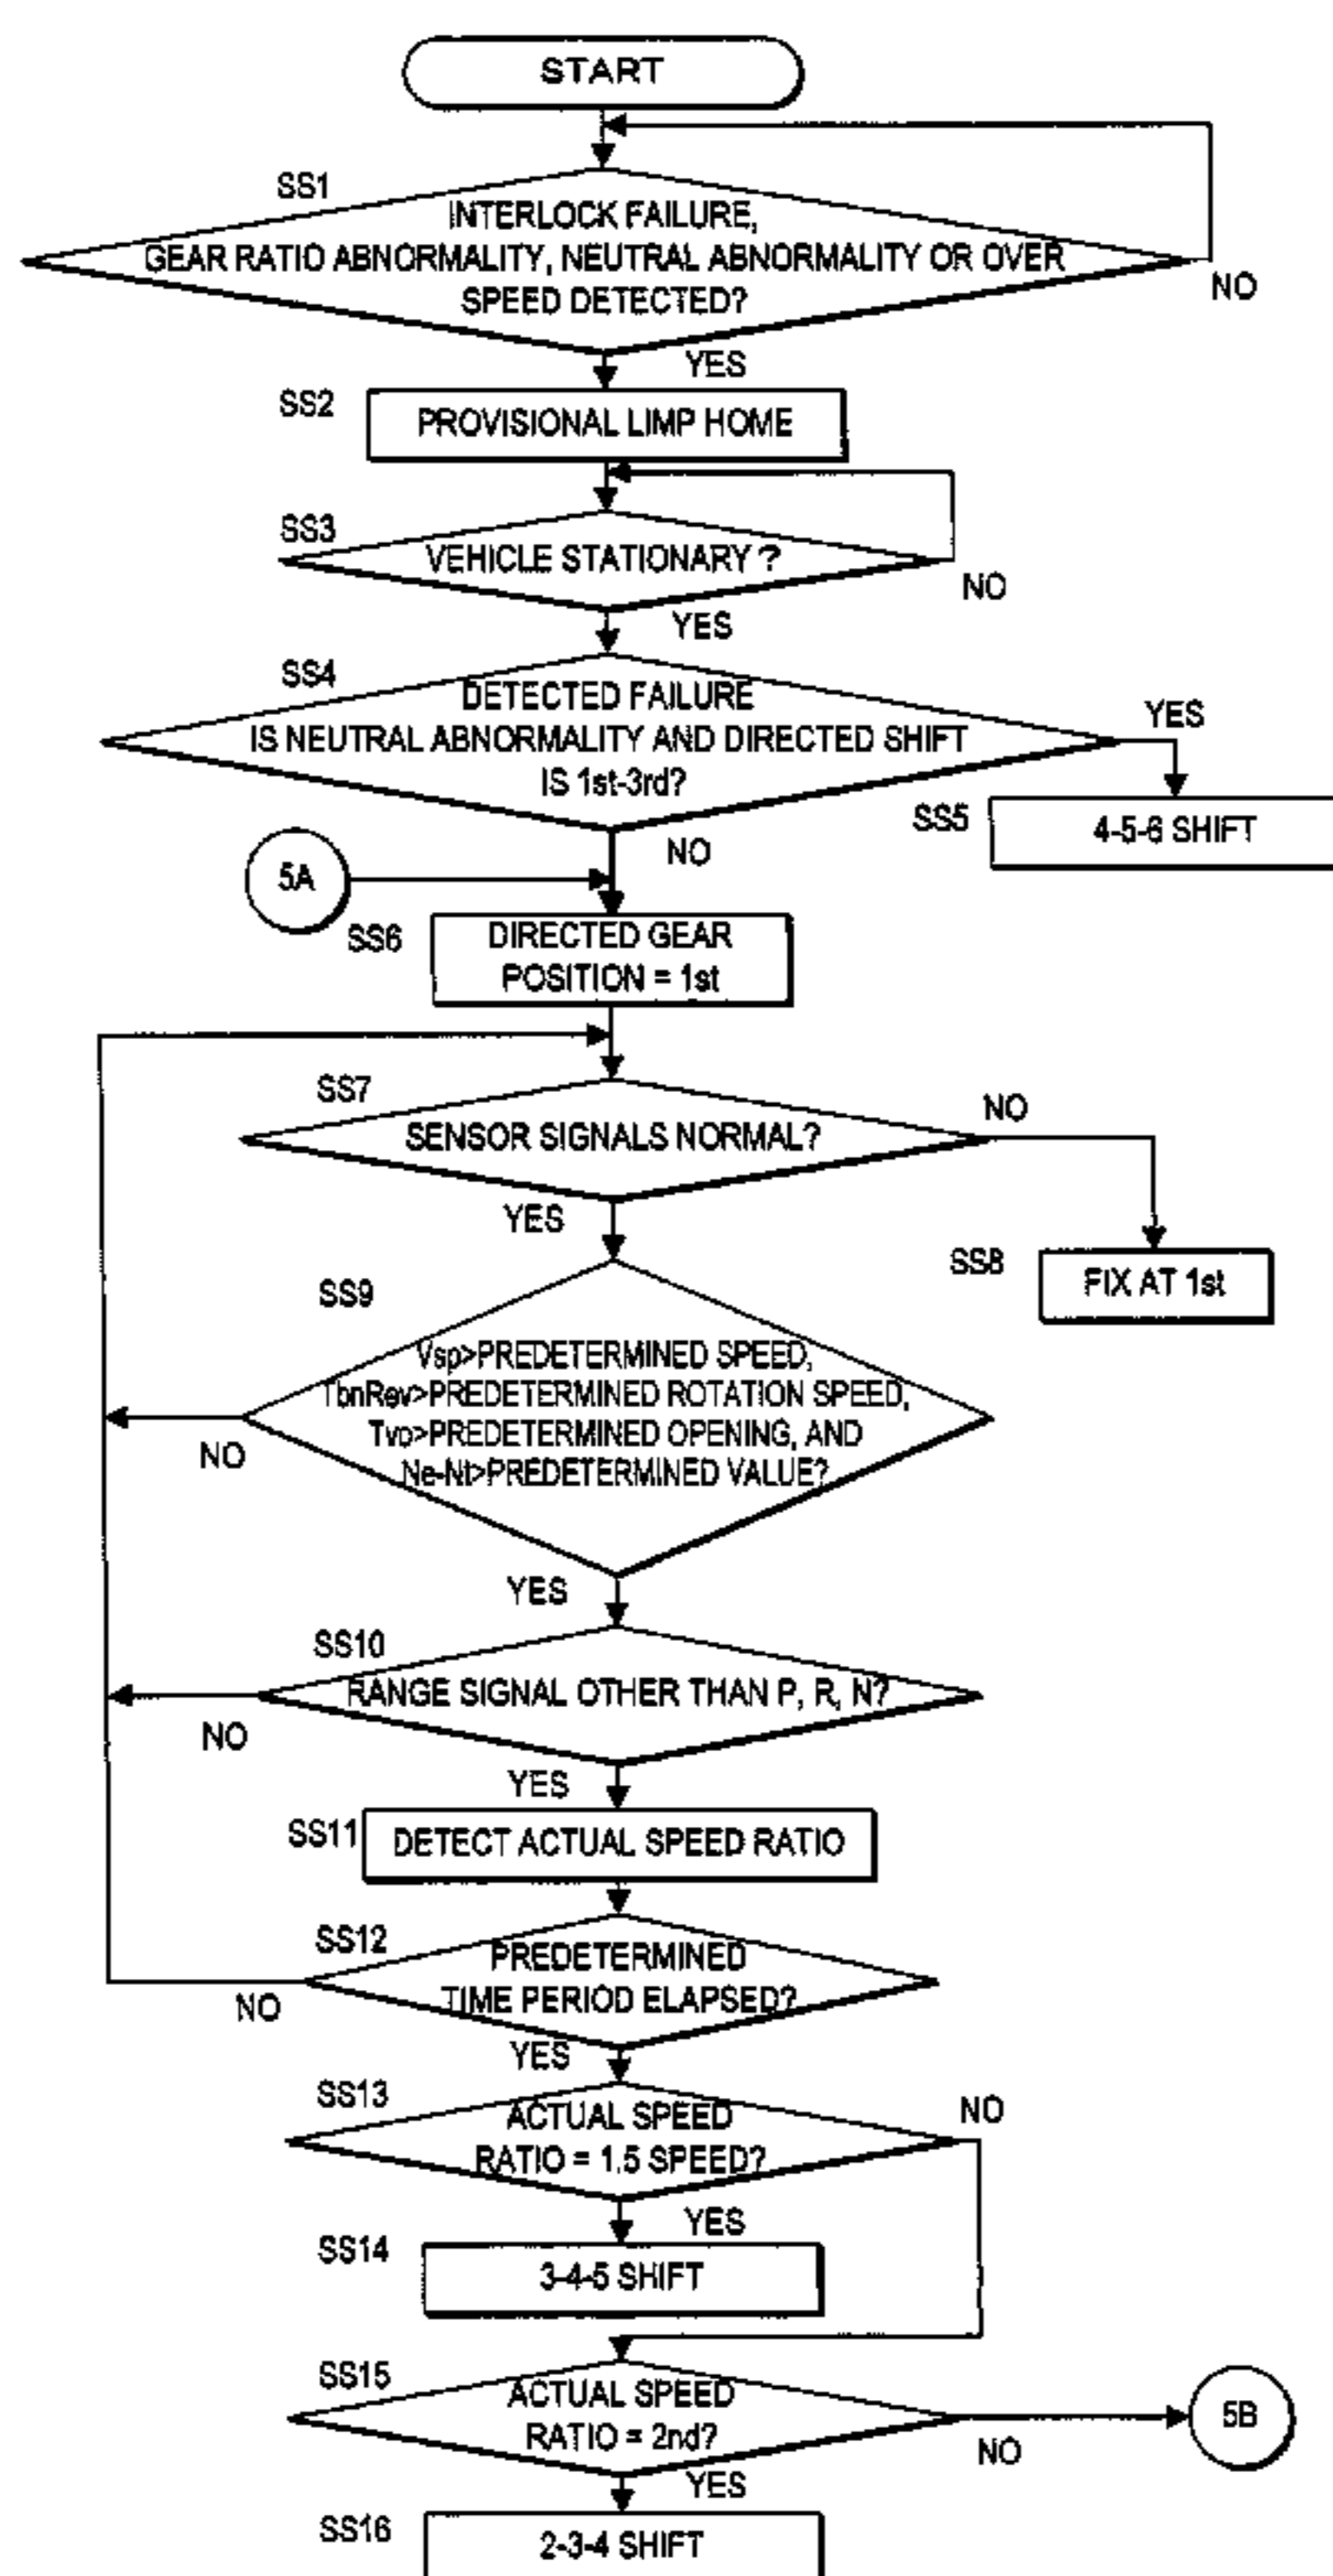 START
SS1
INTERLOCK FAILURE,
GEAR RATIO ABNORMALITY, NEUTRAL ABNORMALITY OR OVER
SPEED DETECTED?
NO
YES
SS2
PROVISIONAL LIMP HOME
SS3
VEHICLE STATIONARY ?
NO
YES
SS4
DETECTED FAILURE
IS NEUTRAL ABNORMALITY AND DIRECTED SHIFT
IS 1st-3rd?
YES
SS5
4-5-6 SHIFT
NO
5A
SS6
DIRECTED GEAR
POSITION = 1st
SS7
SENSOR SIGNALS NORMAL?
NO
YES
SS8
FIX AT 1st
SS9
Vsp>PREDETERMINED SPEED,
TbnRev>PREDETERMINED ROTATION SPEED,
Tvo>PREDETERMINED OPENING, AND
Ne-Nt>PREDETERMINED VALUE?
NO
YES
SS10
RANGE SIGNAL OTHER THAN P, R, N?
NO
YES
SS11
DETECT ACTUAL SPEED RATIO
SS12
PREDETERMINED
TIME PERIOD ELAPSED?
NO
YES
SS13
ACTUAL SPEED
RATIO = 1.5 SPEED?
NO
YES
SS14
3-4-5 SHIFT
SS15
ACTUAL SPEED
RATIO = 2nd?
NO
5B
YES
SS16
2-3-4 SHIFT